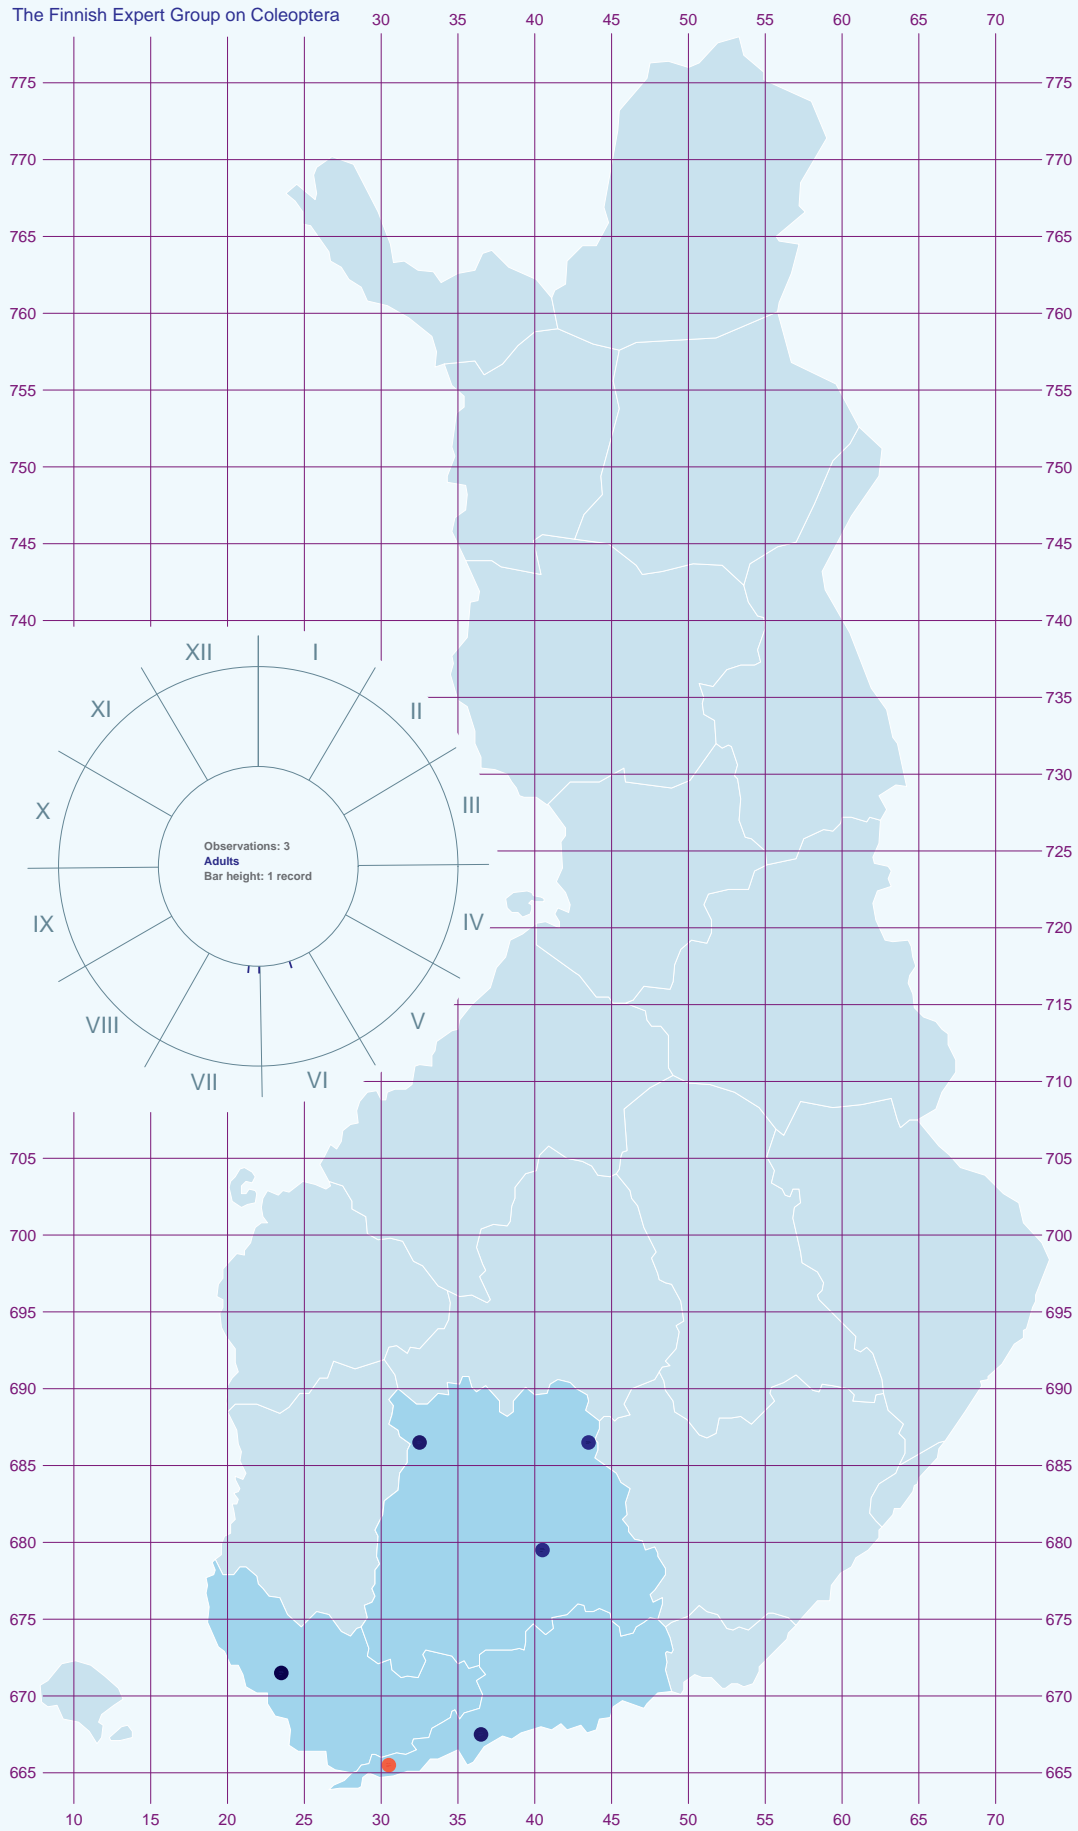 The Finnish Expert Group on Coleoptera
30 35 40 45 50 55 60 65 70
775 775
770 770
765 765
760 760
755 755
750 750
745 745
740 740
XII I
XI II
735
730
X III
725
Observations: 3
Adults
Bar height: 1 record
IX IV
720
715
VIII V
VII VI
710
705 705
700 700
695 695
690 690
685 685
680 680
675 675
670 670
665 665
10 15 20 25 30 35 40 45 50 55 60 65 70